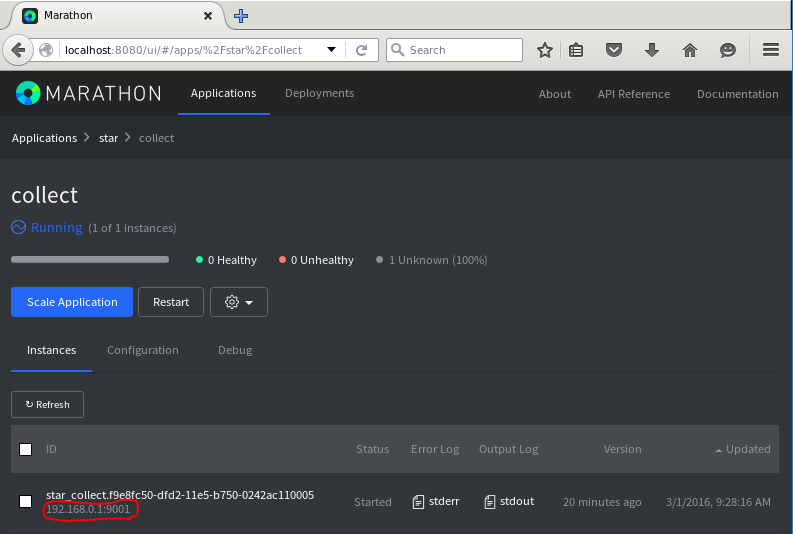 Marathon
localhost:8080/ui/#/apps/%2Fstar%2Fcollect
Search
MARATHON Applications Deployments About API Reference Documentation
Applications > star > collect
collect
Running (1 of 1 instances)
0 Healthy 0 Unhealthy 1 Unknown (100%)
Scale Application Restart
Instances Configuration Debug
↻ Refresh
ID Status Error Log Output Log Version Updated
star_collect.f9e8fc50-dfd2-11e5-b750-0242ac110005
192.168.0.1:9001
Started stderr stdout 20 minutes ago 3/1/2016, 9:28:16 AM